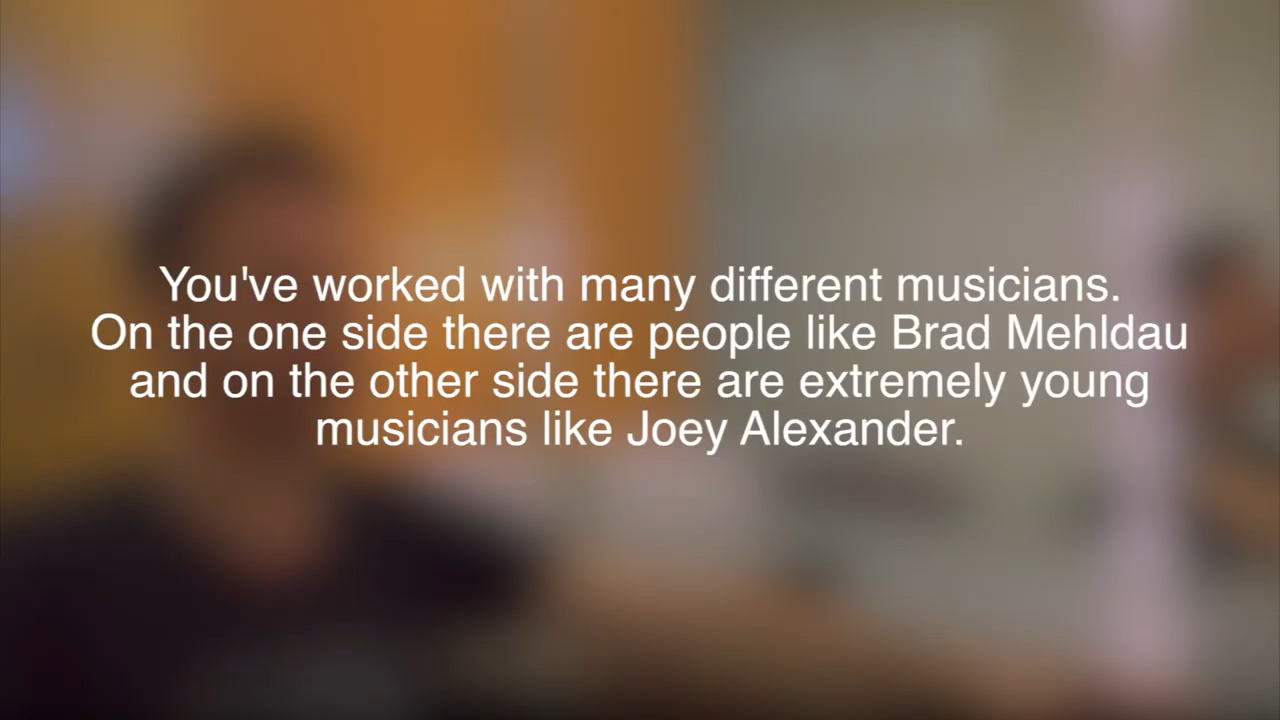 You've worked with many different musicians.
On the one side there are people like Brad Mehldau
and on the other side there are extremely young
musicians like Joey Alexander.